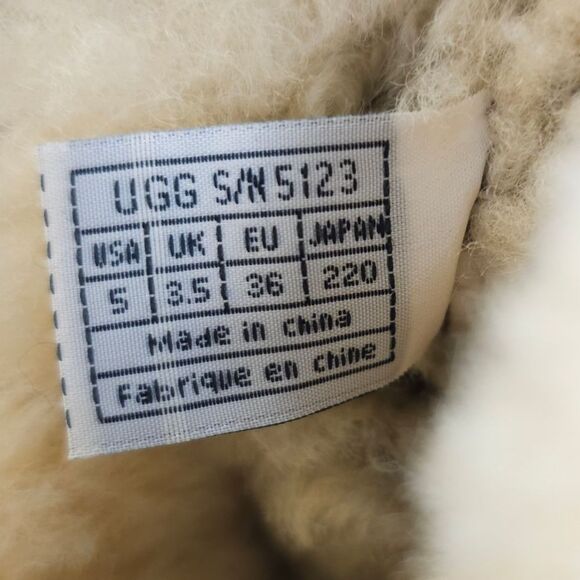 UGG S/N 5123
USA UK EU JAPAN
5 3.5 36 220
Made in china
Fabrique en chine